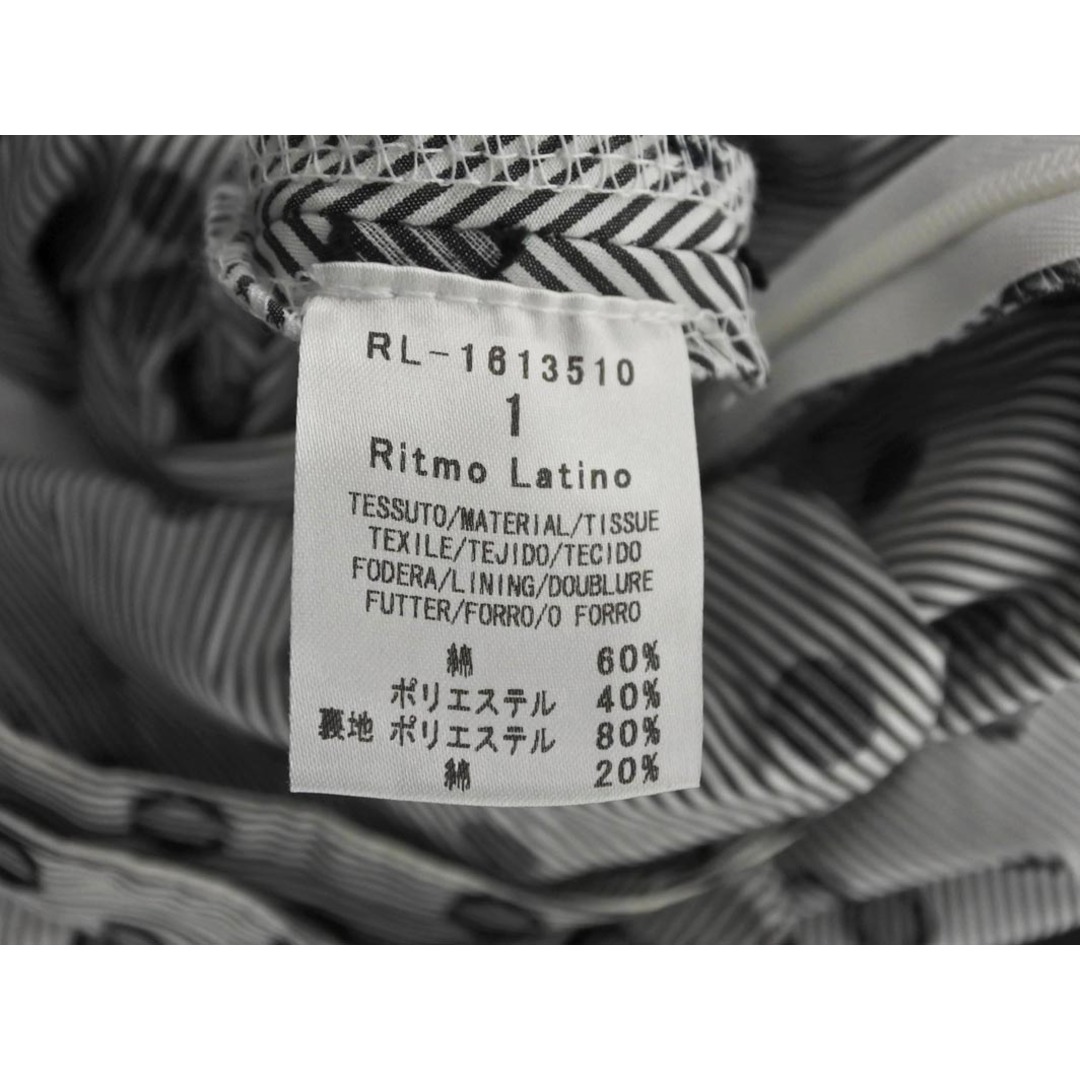 RL-1613510
1
Ritmo Latino
TESSUTO/MATERIAL/TISSUE
TEXILE/TEJIDO/TECIDO
FODERA/LINING/DOUBLURE
FUTTER/FORRO/O FORRO
綿 60%
ポリエステル 40%
裏地 ポリエステル 80%
綿 20%